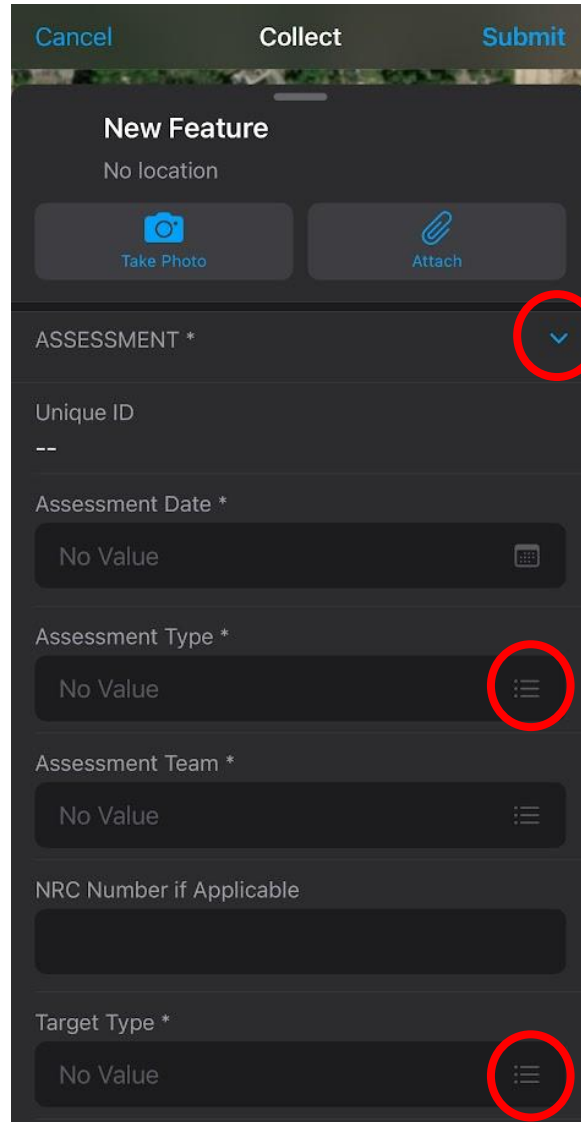 Cancel Collect Submit
New Feature
No location
Take Photo Attach
ASSESSMENT *
Unique ID
--
Assessment Date *
No Value
Assessment Type *
No Value
Assessment Team *
No Value
NRC Number if Applicable
Target Type *
No Value